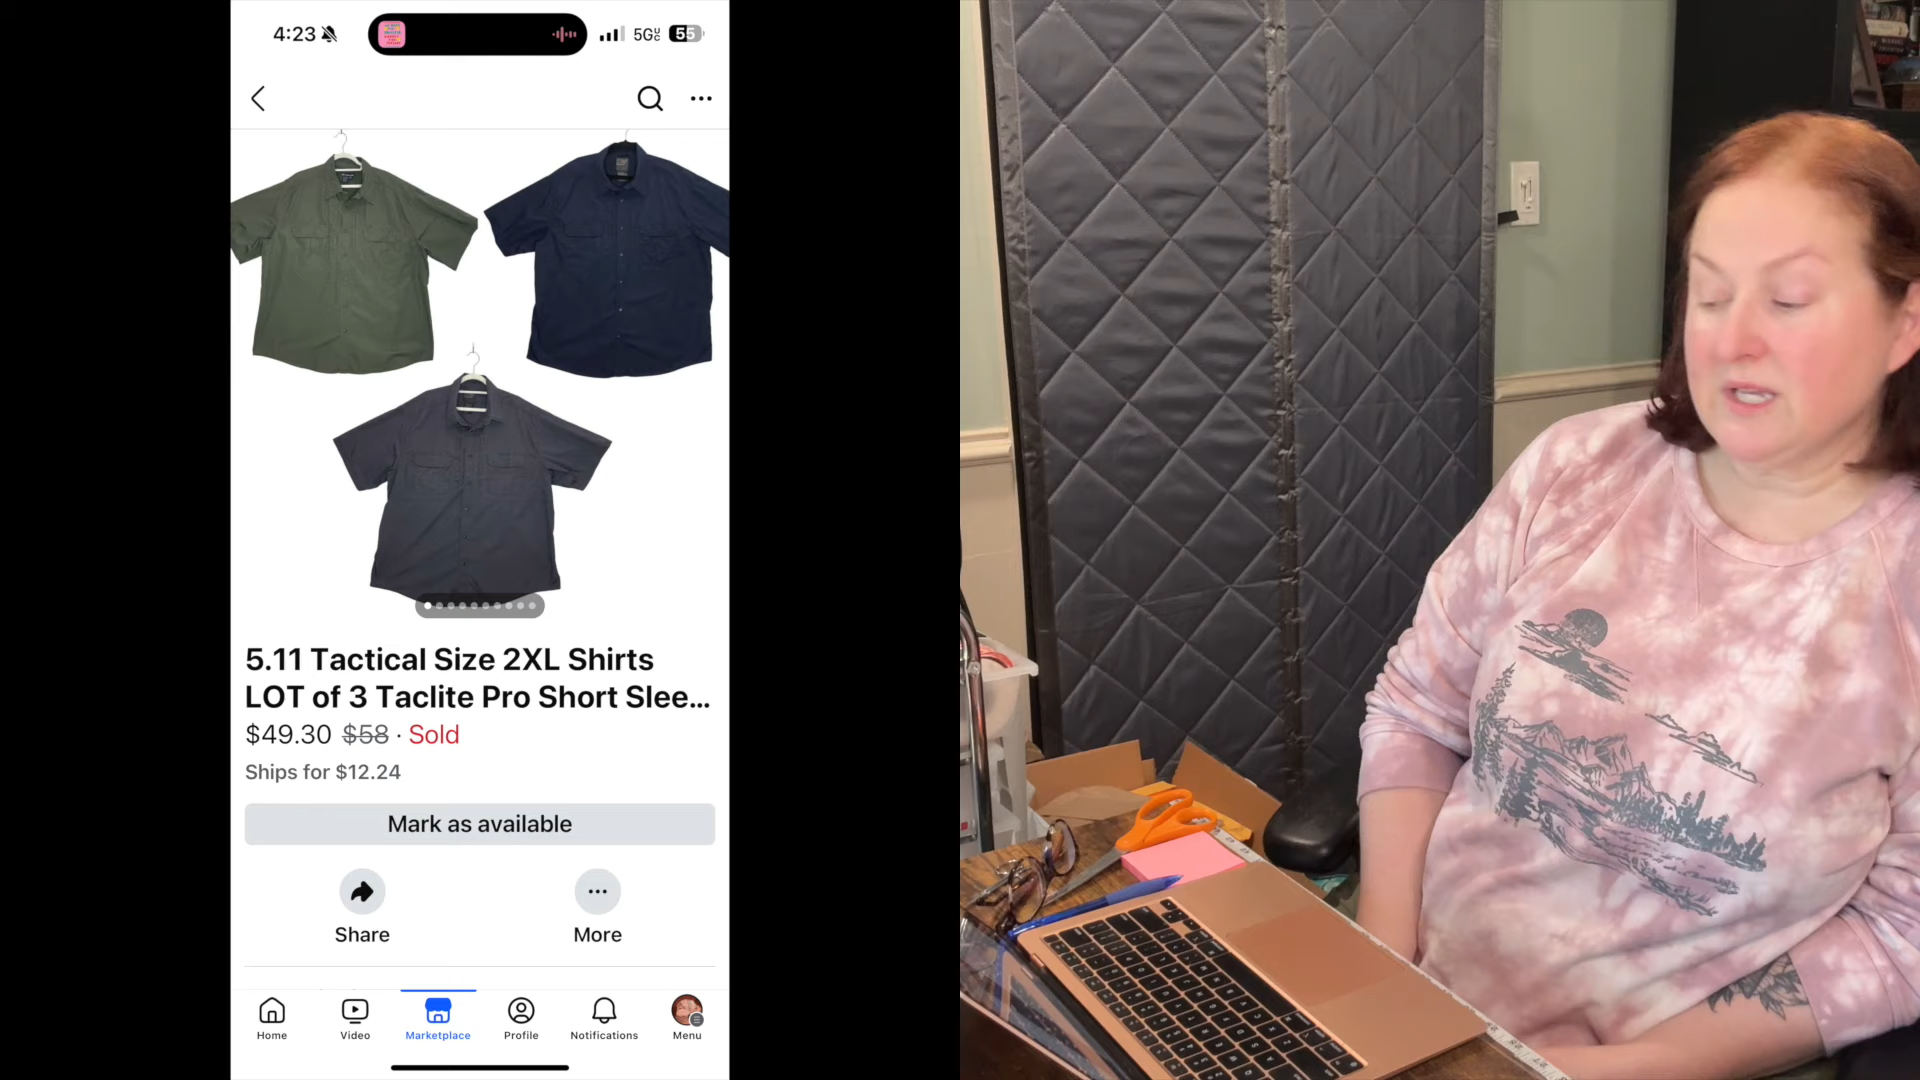 4:23
5G
55
5.11 Tactical Size 2XL Shirts
LOT of 3 Taclite Pro Short Slee...
$49.30 $58 · Sold
Ships for $12.24
Mark as available
Share
More
Home
Video
Marketplace
Profile
Notifications
Menu